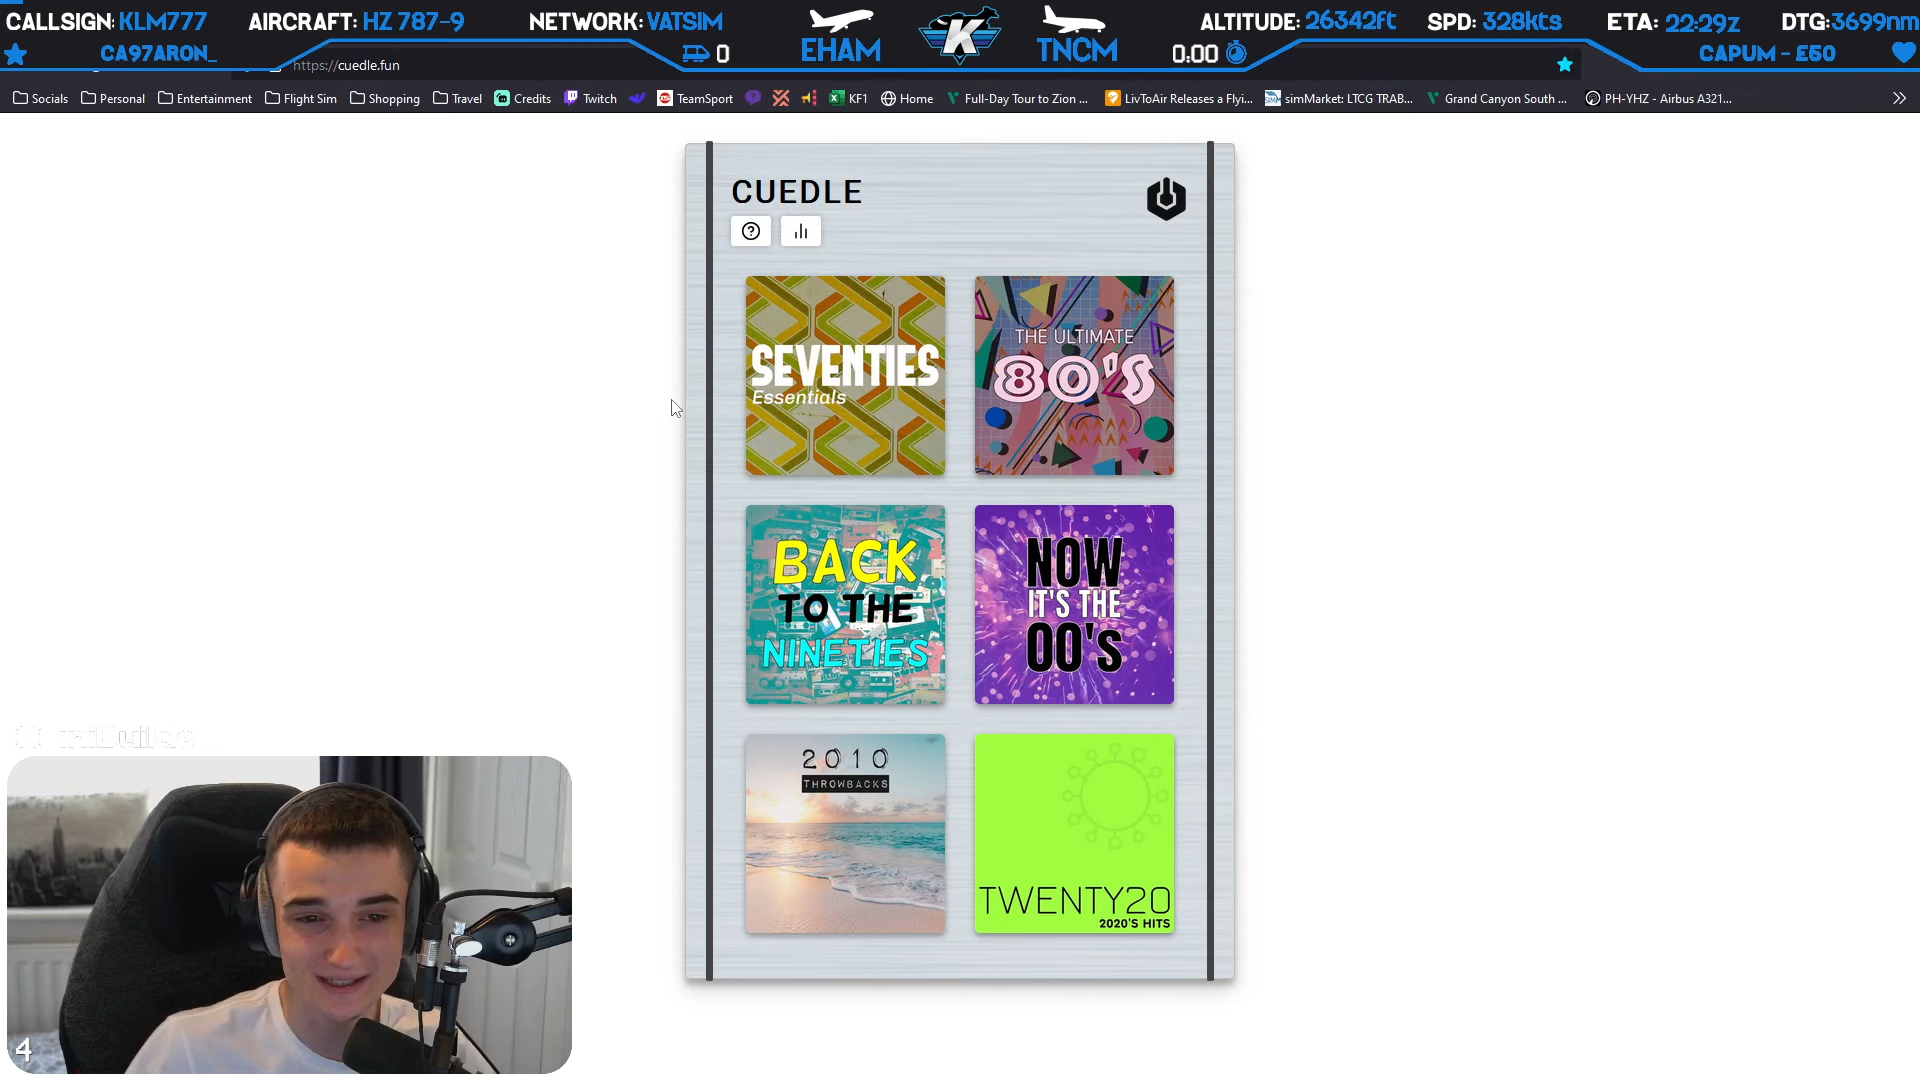 CALLSIGN: KLM777 AIRCRAFT: HZ 787-9 NETWORK: VATSIM K ALTITUDE: 26342ft SPD: 328kts ETA: 22:29z DTG:3699nm
CA97ARON_ 0 EHAM TNCM 0:00 CAPUM - £60
https://cuedle.fun
Socials Personal Entertainment Flight Sim Shopping Travel Credits Twitch TeamSport KF1 Home Full-Day Tour to Zion ... LivToAir Releases a Flyi... simMarket: LTCG TRAB... Grand Canyon South ... PH-YHZ - Airbus A321...
CUEDLE
SEVENTIES
Essentials
THE ULTIMATE
80'S
BACK
TO THE
NINETIES
NOW
IT'S THE
00's
2010
THROWBACKS
TWENTY20
2020'S HITS
4